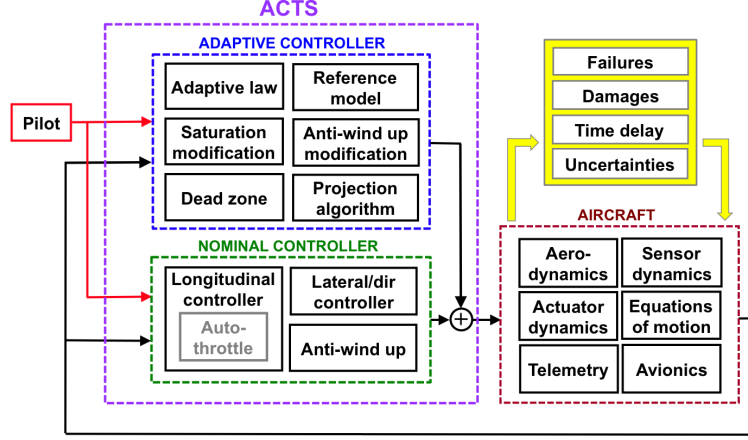 ACTS
ADAPTIVE CONTROLLER
Adaptive law
Reference
model
Saturation
modification
Anti-wind up
modification
Dead zone
Projection
algorithm
Pilot
NOMINAL CONTROLLER
Longitudinal
controller
Auto-
throttle
Lateral/dir
controller
Anti-wind up
+
Failures
Damages
Time delay
Uncertainties
AIRCRAFT
Aero-
dynamics
Sensor
dynamics
Actuator
dynamics
Equations
of motion
Telemetry
Avionics